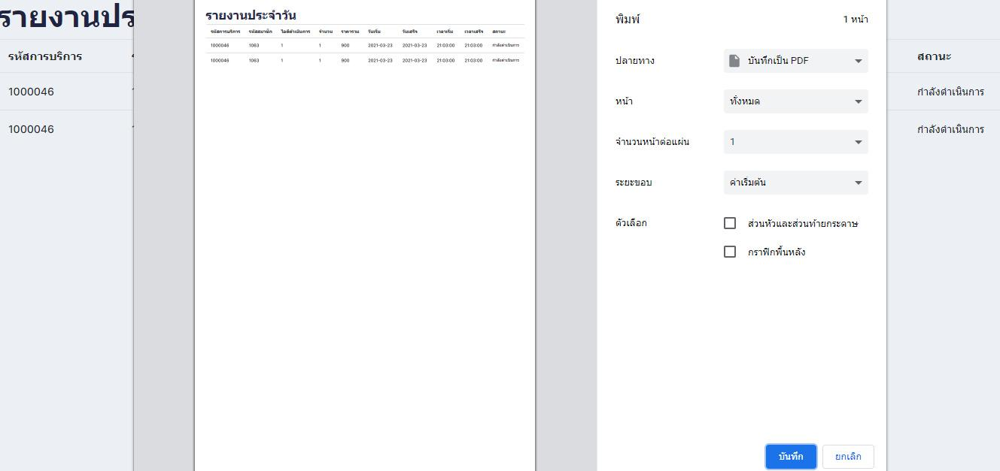 รายงานประ
รหัสการบริการ
1000046
1000046
รายงานประจำวัน
รหัสการบริการ รหัสสมาชิก ไอดีดำเนินการ จำนวน ราคารวม วันเริ่ม วันเสร็จ เวลาเริ่ม เวลาเสร็จ สถานะ
1000046 1063 1 1 900 2021-03-23 2021-03-23 21:03:00 21:03:00 กำลังดำเนินการ
1000046 1063 1 1 900 2021-03-23 2021-03-23 21:03:00 21:03:00 กำลังดำเนินการ
พิมพ์ 1 หน้า
ปลายทาง บันทึกเป็น PDF
หน้า ทั้งหมด
จำนวนหน้าต่อแผ่น 1
ระยะขอบ ค่าเริ่มต้น
ตัวเลือก ส่วนหัวและส่วนท้ายกระดาษ
กราฟิกพื้นหลัง
บันทึก ยกเลิก
สถานะ
กำลังดำเนินการ
กำลังดำเนินการ